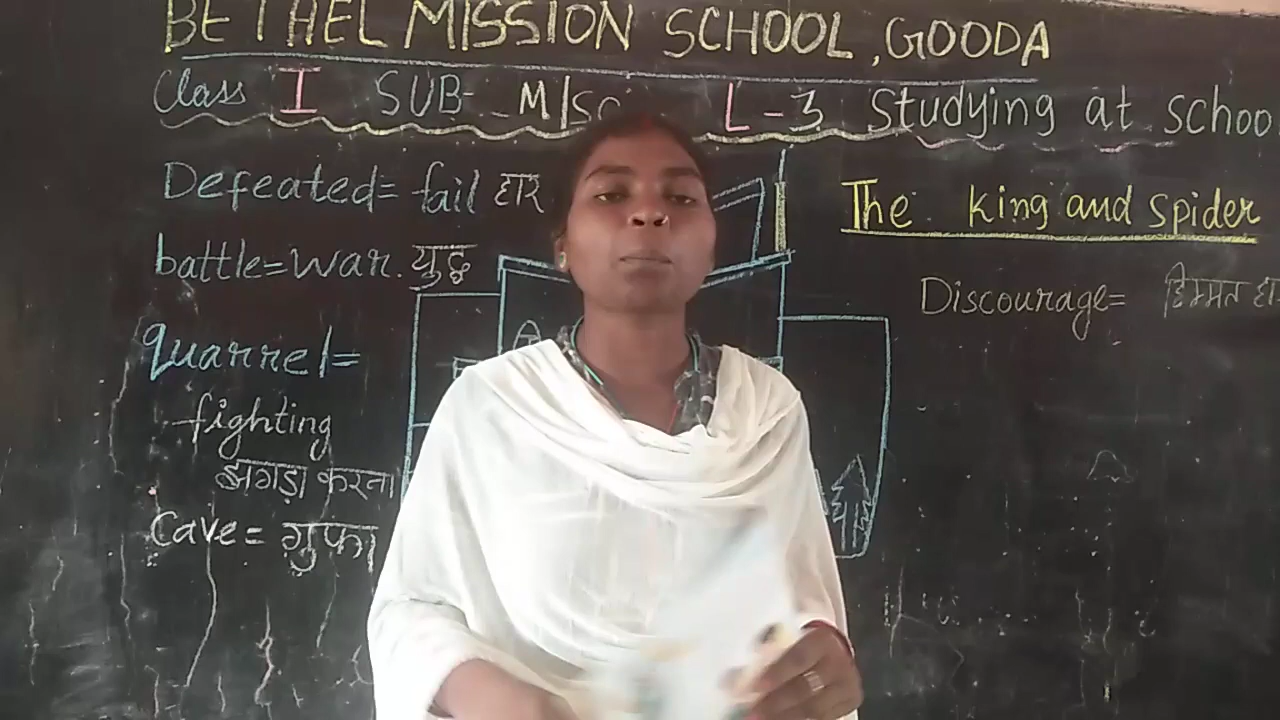 BETHEL MISSION SCHOOL, GOODA
Class I SUB- M/Sc L-3 Studying at schoo
Defeated= fail हार
battle=war. युद्ध
quarrel=
fighting
झगड़ा करता
Cave= गुफा
The King and Spider
Discourage= हिम्मत हा